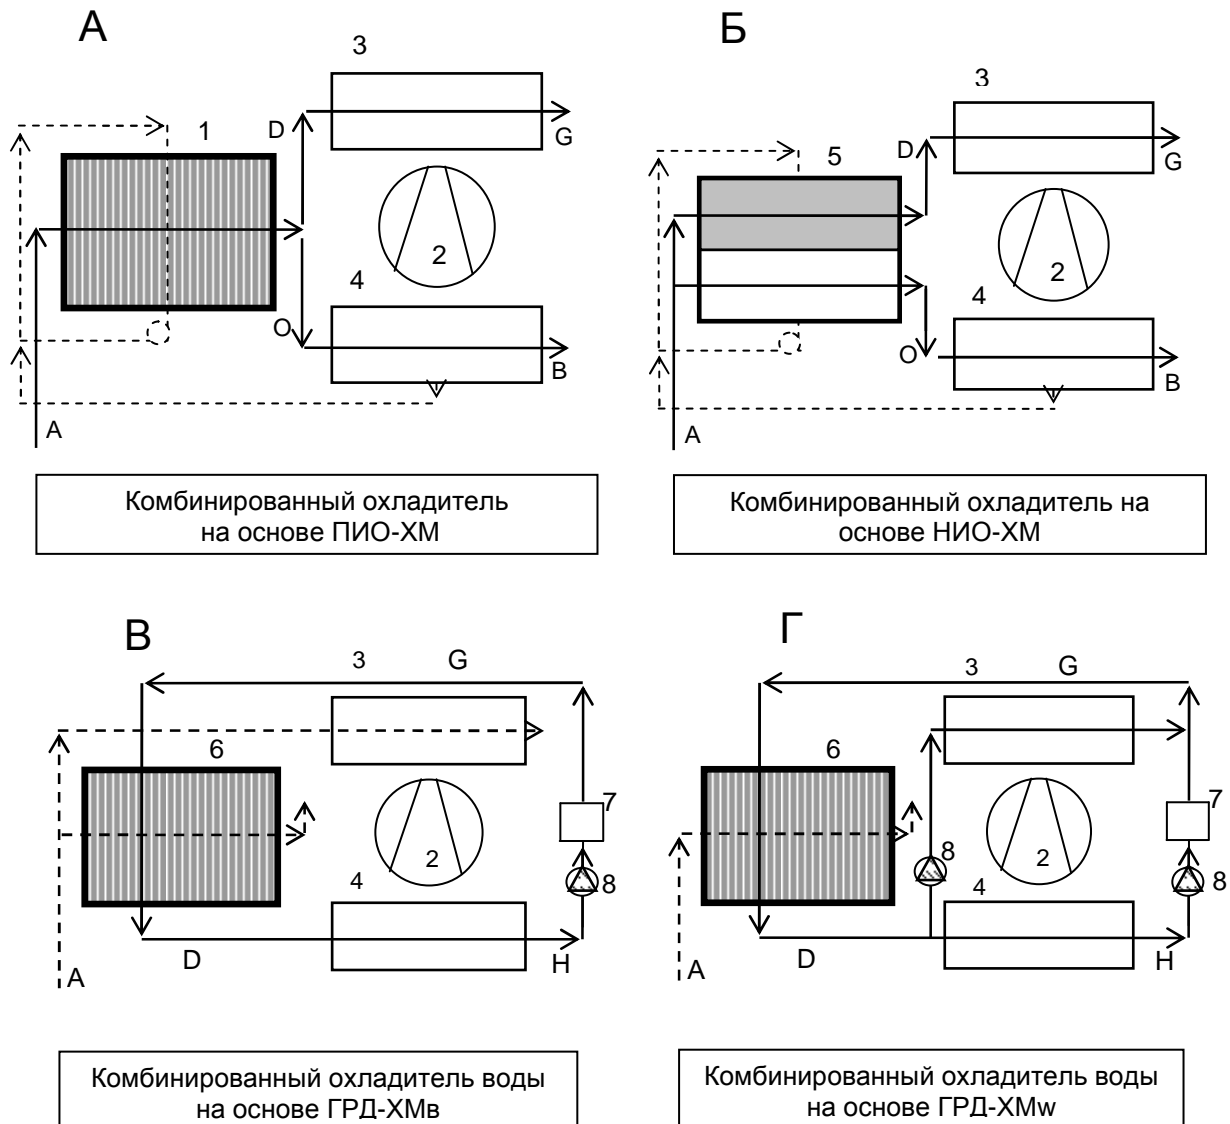 А
Б
3
3
1
D
G
5
D
G
2
4
2
4
O
B
O
B
A
A
Комбинированный охладитель
на основе ПИО-ХМ
Комбинированный охладитель на
основе НИО-ХМ
В
Г
3
G
3
G
6
6
7
7
2
8
2
4
8
4
8
D
H
D
H
A
A
Комбинированный охладитель воды
на основе ГРД-ХМв
Комбинированный охладитель воды
на основе ГРД-ХМw